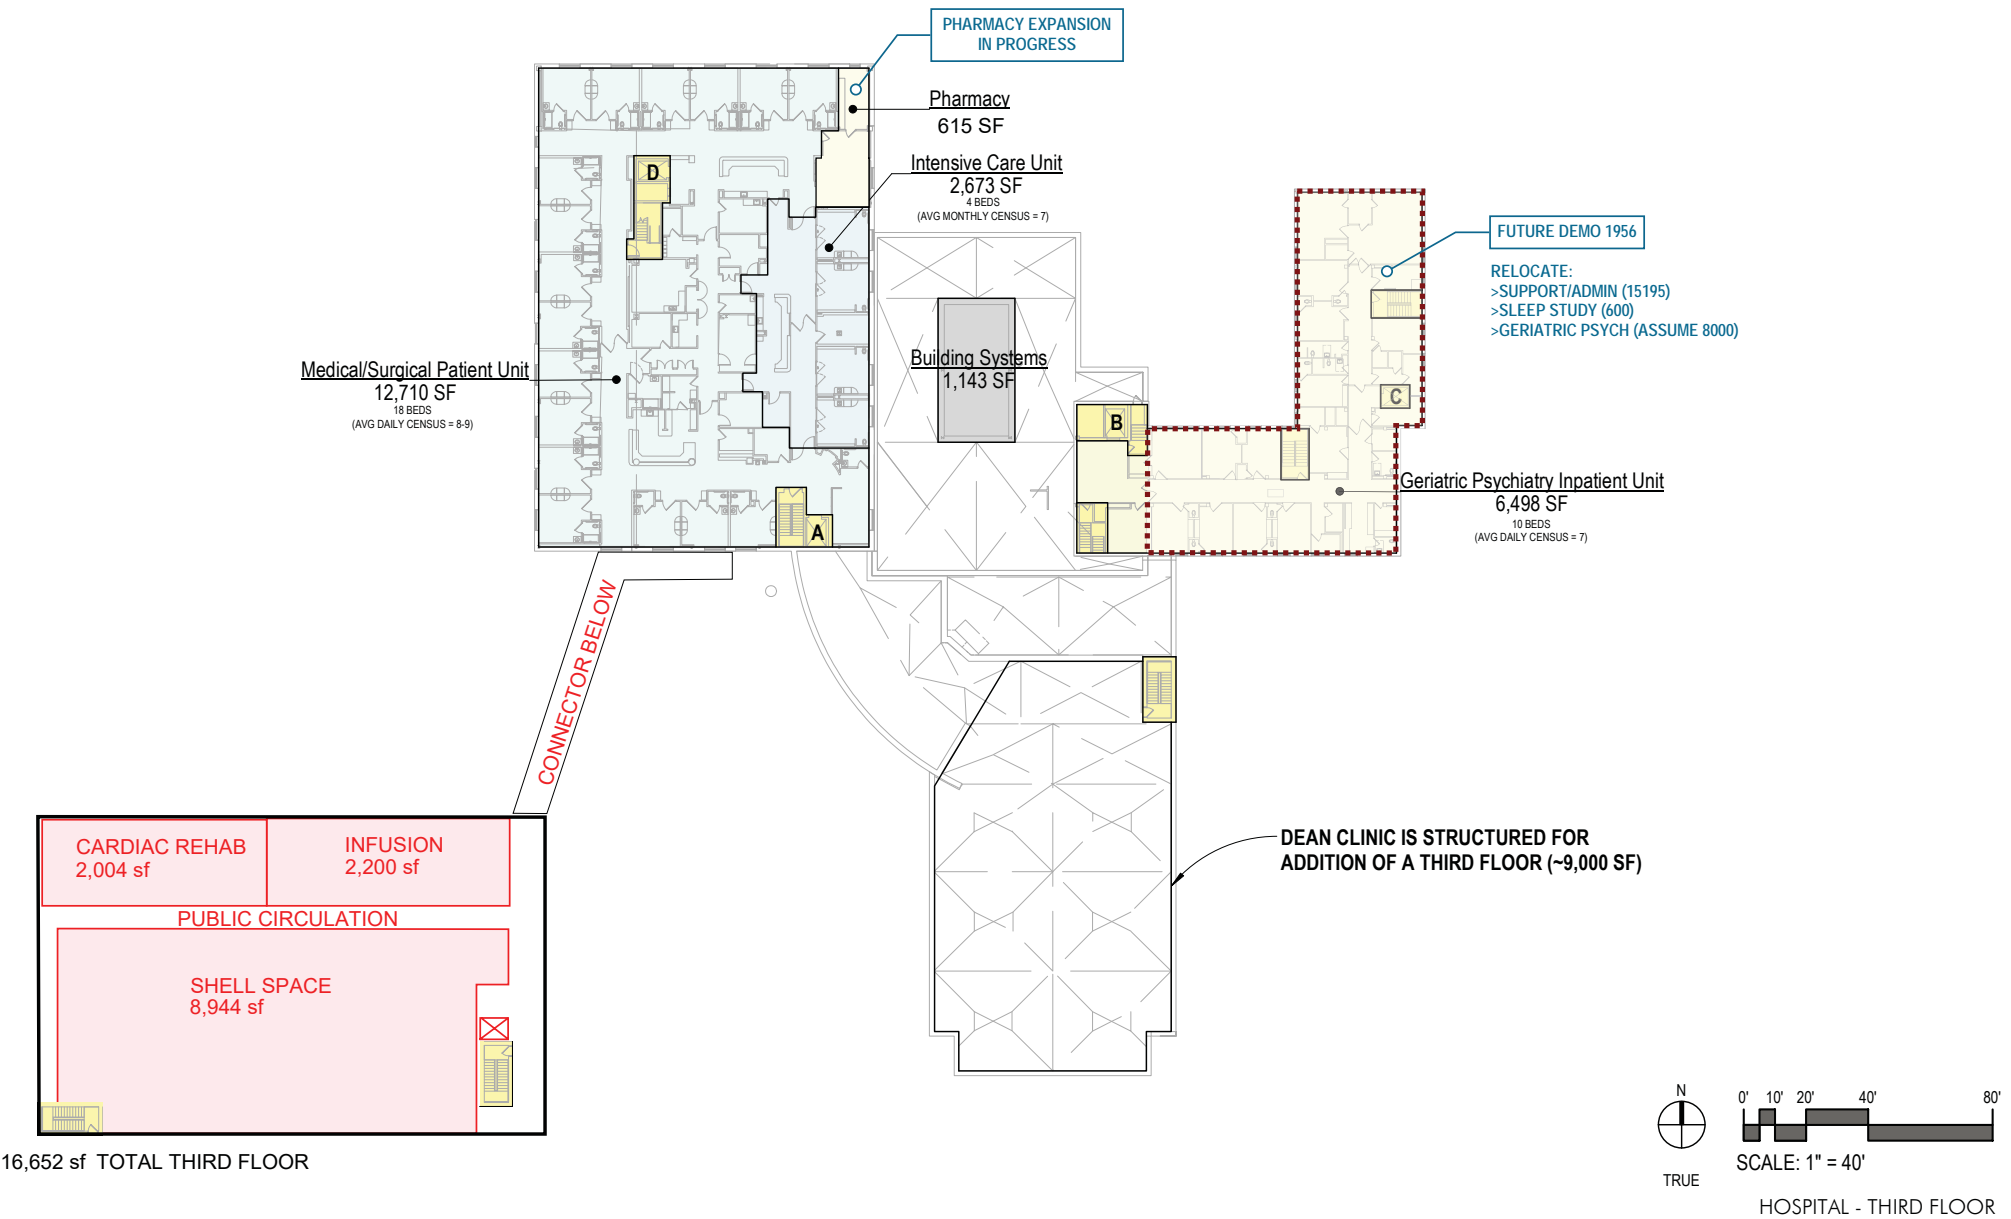 PHARMACY EXPANSION
IN PROGRESS
Pharmacy
615 SF
Intensive Care Unit
2,673 SF
4 BEDS
(AVG MONTHLY CENSUS = 7)
D
FUTURE DEMO 1956
RELOCATE:
>SUPPORT/ADMIN (15195)
>SLEEP STUDY (600)
>GERIATRIC PSYCH (ASSUME 8000)
Building Systems
1,143 SF
Medical/Surgical Patient Unit
12,710 SF
18 BEDS
(AVG DAILY CENSUS = 8-9)
C
B
Geriatric Psychiatry Inpatient Unit
6,498 SF
10 BEDS
(AVG DAILY CENSUS = 7)
A
CONNECTOR BELOW
DEAN CLINIC IS STRUCTURED FOR
ADDITION OF A THIRD FLOOR (~9,000 SF)
CARDIAC REHAB
2,004 sf
INFUSION
2,200 sf
PUBLIC CIRCULATION
SHELL SPACE
8,944 sf
16,652 sf TOTAL THIRD FLOOR
N
TRUE
0' 10' 20' 40' 80'
SCALE: 1" = 40'
HOSPITAL - THIRD FLOOR